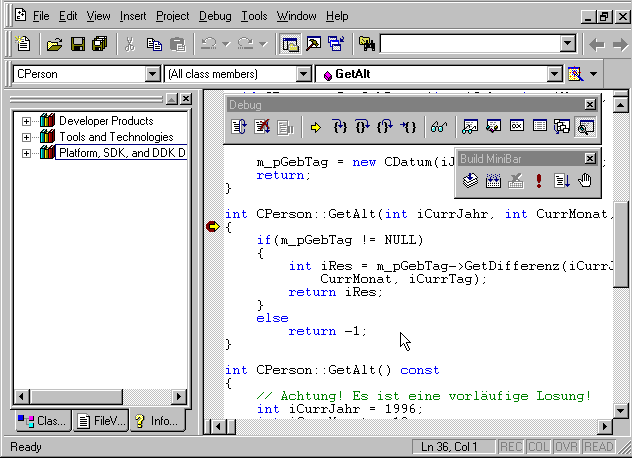 File Edit View Insert Project Debug Tools Window Help
CPerson (All class members) GetAlt
Developer Products
Tools and Technologies
Platform, SDK, and DDK D
Debug
Build MiniBar
m_pGebTag = new CDatum(iJ
return;
}
int CPerson::GetAlt(int iCurrJahr, int CurrMonat,
{
if(m_pGebTag != NULL)
{
int iRes = m_pGebTag->GetDifferenz(iCurrJ
CurrMonat, iCurrTag);
return iRes;
}
else
return -1;
}
int CPerson::GetAlt() const
{
// Achtung! Es ist eine vorläufige Losung!
int iCurrJahr = 1996;
Clas... FileV... Info...
Ready Ln 36, Col 1 REC COL OVR READ